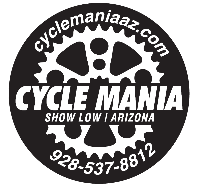 cyclemaniaaz.com
CYCLE MANIA
SHOW LOW | ARIZONA
928-537-8812